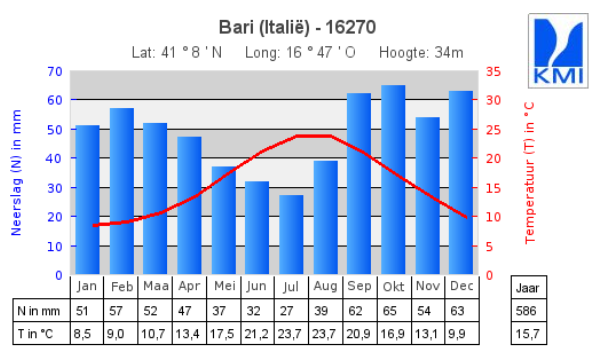 Bari (Italië) - 16270
Lat: 41 ° 8 ' N Long: 16 ° 47 ' O Hoogte: 34m
KMI
Neerslag (N) in mm
70
60
50
40
30
20
10
0
35
30
25
20
15
10
5
0
Temperatuur (T) in °C
Jan Feb Maa Apr Mei Jun Jul Aug Sep Okt Nov Dec Jaar
N in mm 51 57 52 47 37 32 27 39 62 65 54 63 586
T in °C 8,5 9,0 10,7 13,4 17,5 21,2 23,7 23,7 20,9 16,9 13,1 9,9 15,7